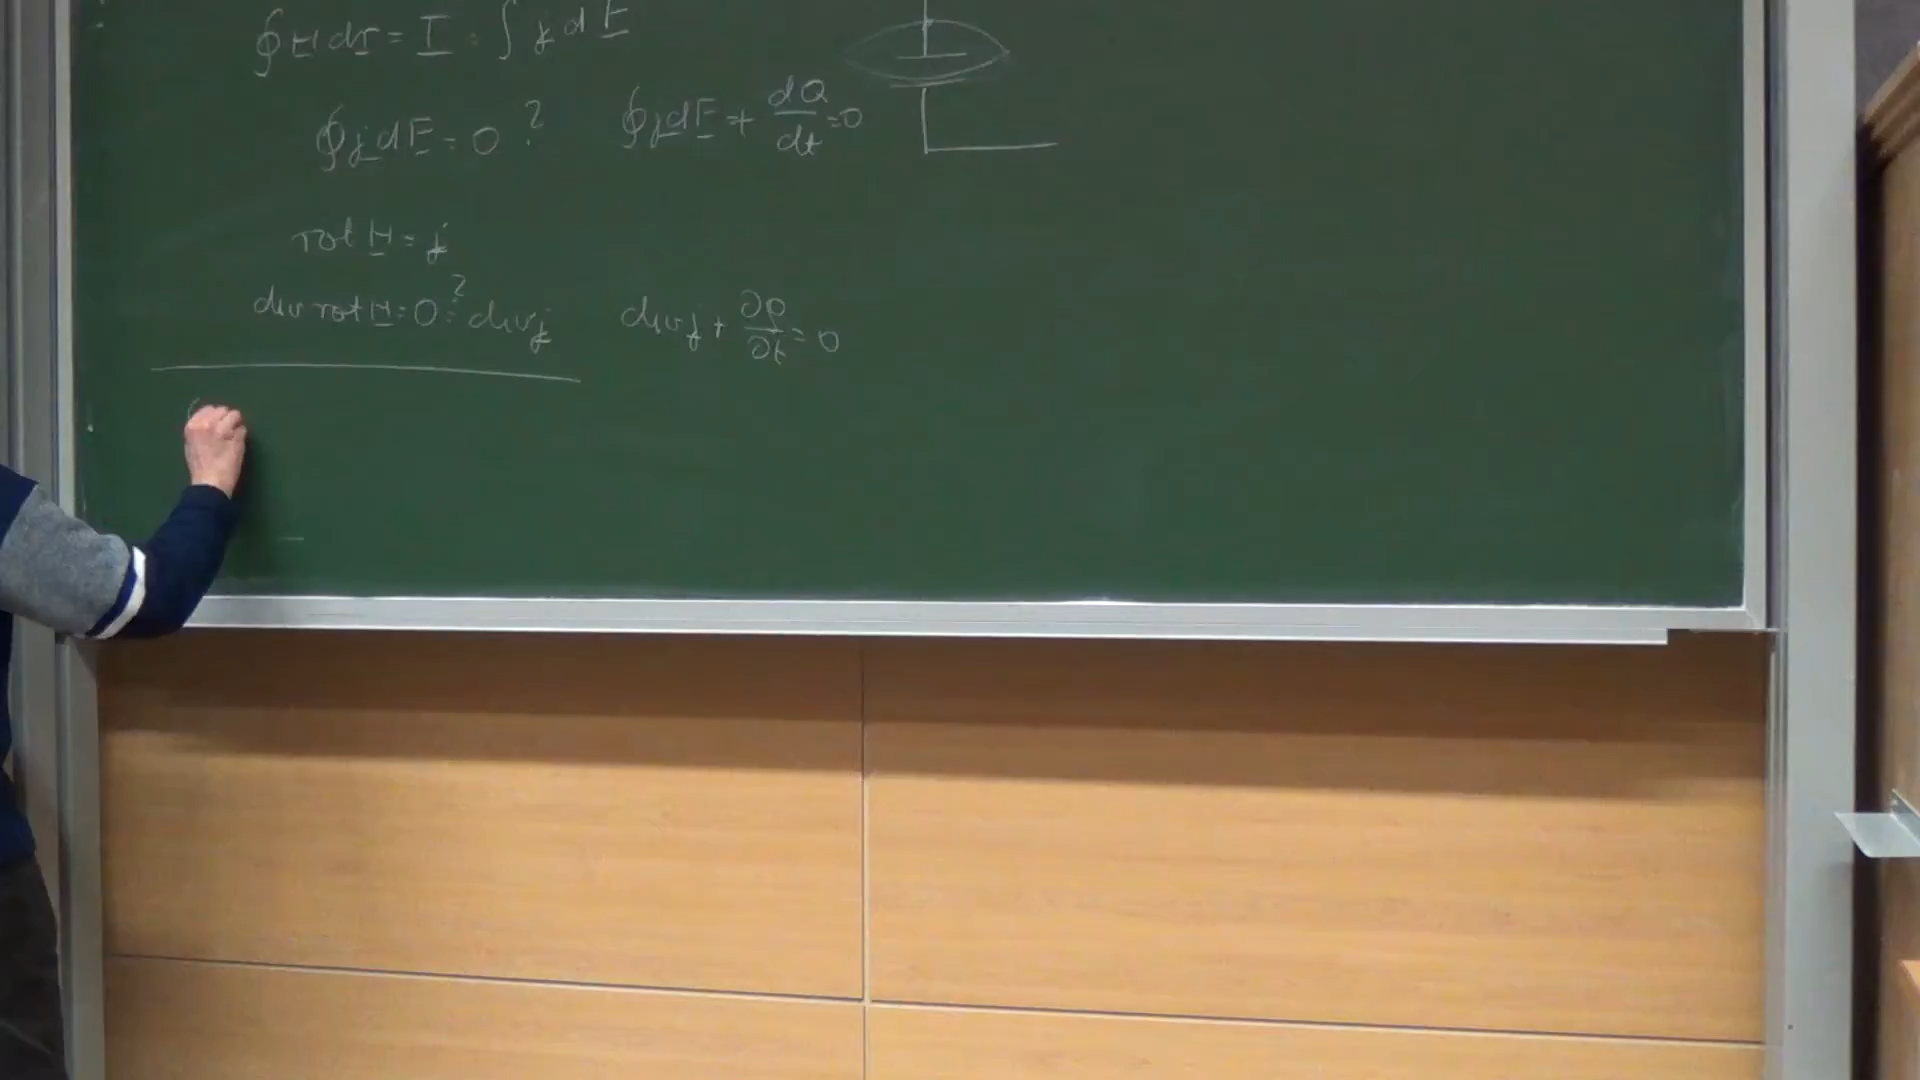 ∮ H dr = I = ∫ j dF
∮ j dF = 0 ? ∮ j dF + dQ/dt = 0
rot H = j
div rot H = 0 =? div j div j + ∂ρ/∂t = 0